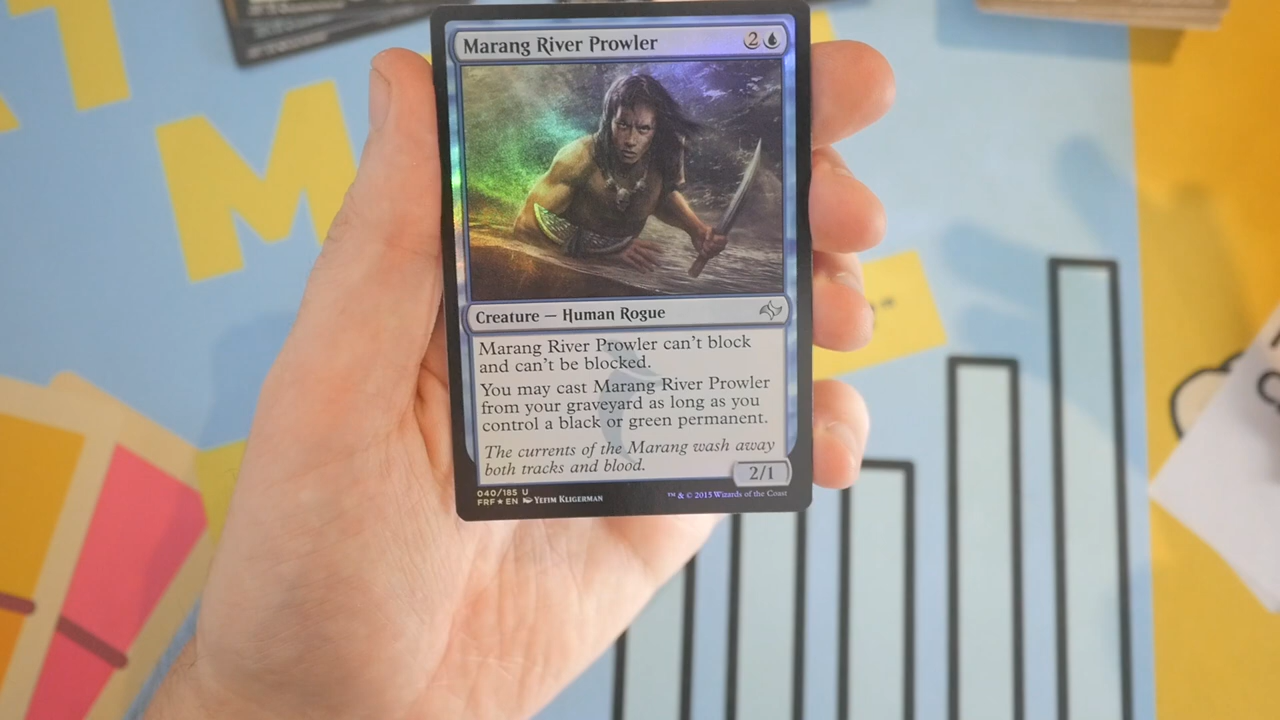 Marang River Prowler 2
Creature — Human Rogue
Marang River Prowler can't block
and can't be blocked.
You may cast Marang River Prowler
from your graveyard as long as you
control a black or green permanent.
The currents of the Marang wash away
both tracks and blood.
2/1
040/185 U
FRF ★ EN Yefim Kligerman
™ & © 2015 Wizards of the Coast
M